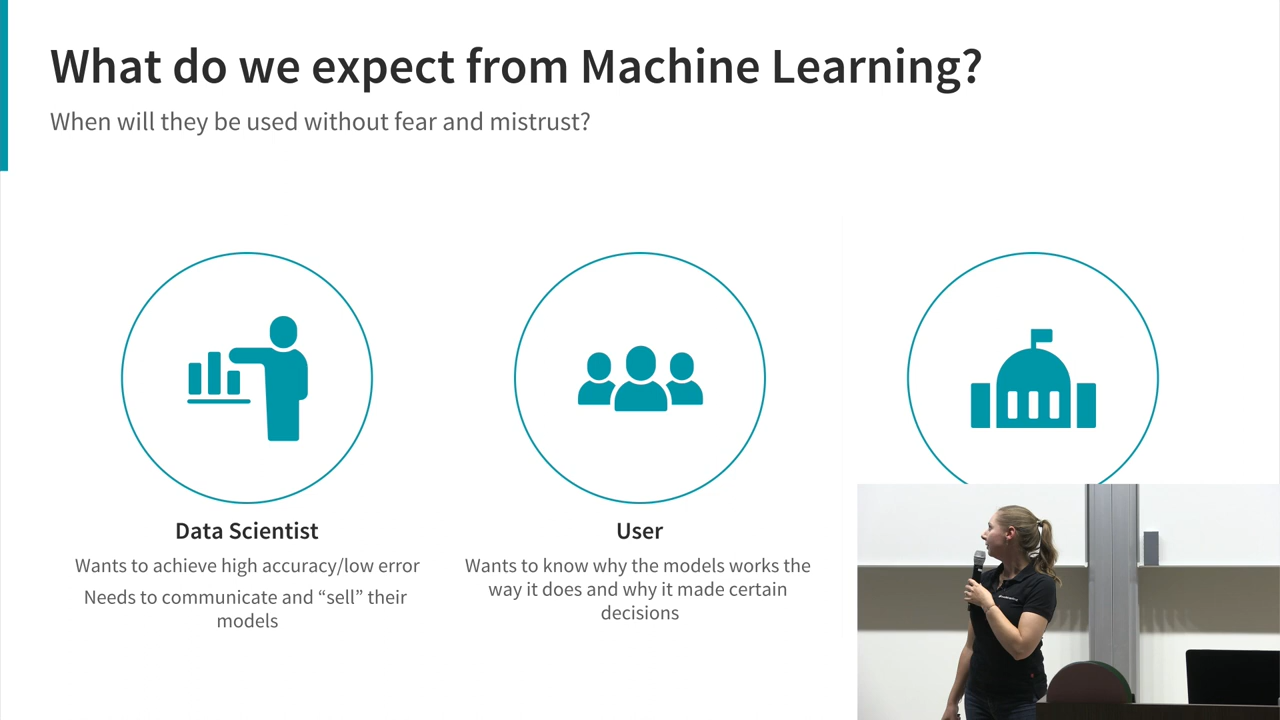 What do we expect from Machine Learning?
When will they be used without fear and mistrust?
Data Scientist
Wants to achieve high accuracy/low error
Needs to communicate and “sell” their
models
User
Wants to know why the models works the
way it does and why it made certain
decisions